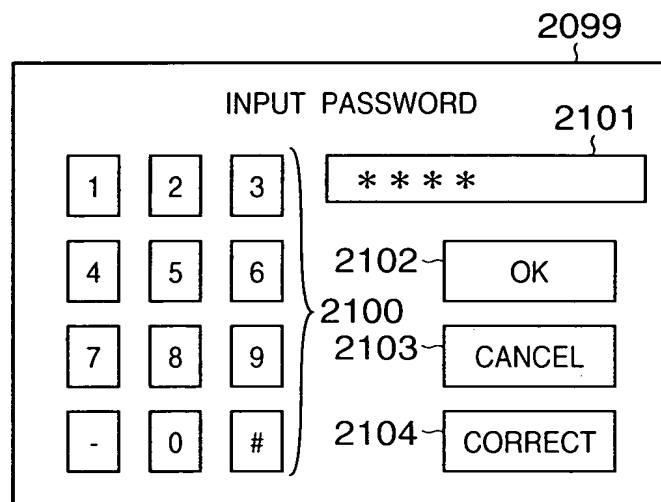 2099
INPUT PASSWORD
2101
1 2 3 ****
4 5 6 2102 OK
2100
7 8 9 2103 CANCEL
- 0 # 2104 CORRECT